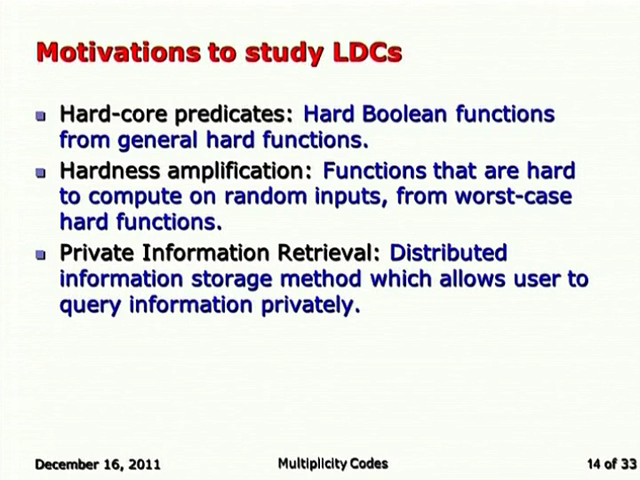 Motivations to study LDCs
Hard-core predicates: Hard Boolean functions
from general hard functions.
Hardness amplification: Functions that are hard
to compute on random inputs, from worst-case
hard functions.
Private Information Retrieval: Distributed
information storage method which allows user to
query information privately.
December 16, 2011
Multiplicity Codes
14 of 33